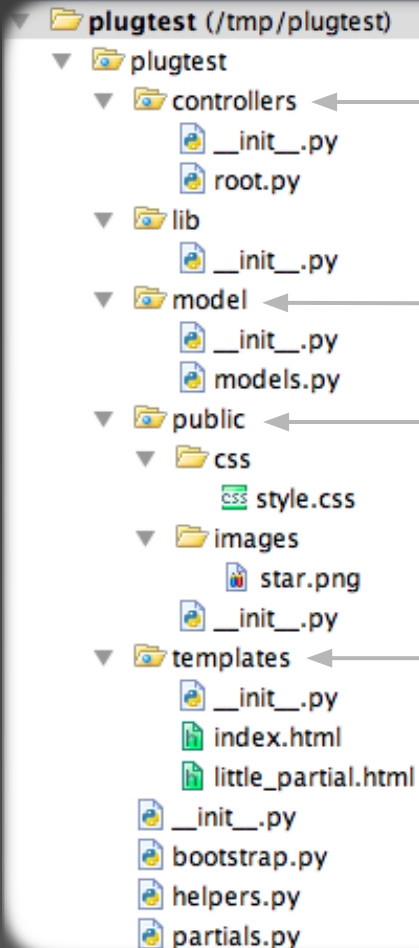 plugtest (/tmp/plugtest)
plugtest
controllers
__init__.py
root.py
lib
__init__.py
model
__init__.py
models.py
public
css
css style.css
images
star.png
__init__.py
templates
__init__.py
h index.html
h little_partial.html
__init__.py
bootstrap.py
helpers.py
partials.py